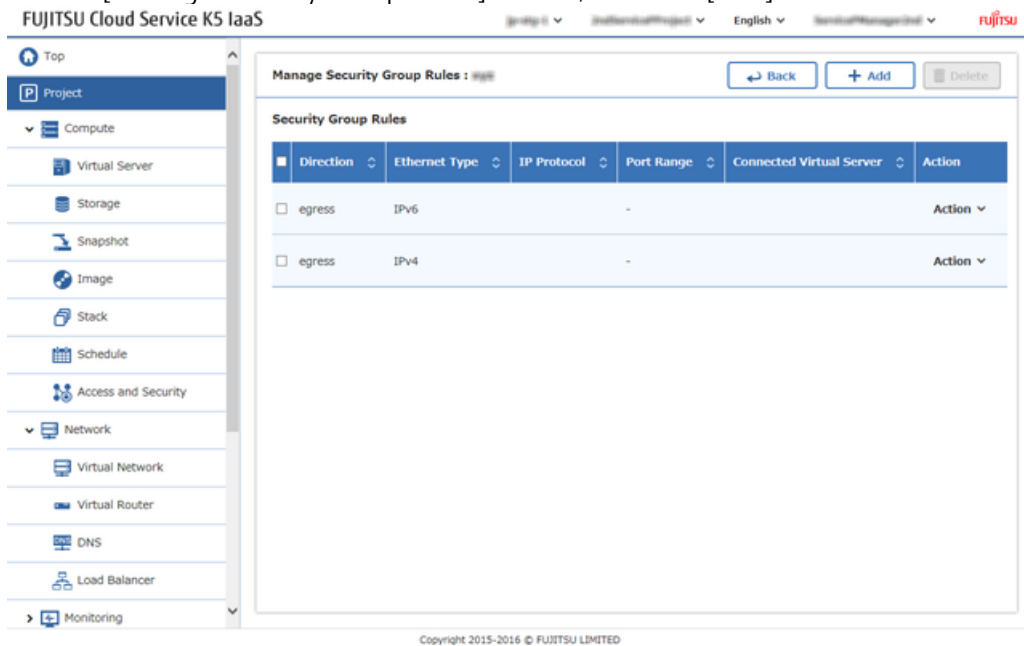 FUJITSU Cloud Service K5 IaaS
English
FUJITSU
Top
Project
Compute
Virtual Server
Storage
Snapshot
Image
Stack
Schedule
Access and Security
Network
Virtual Network
Virtual Router
DNS
Load Balancer
Monitoring
Manage Security Group Rules :
Back
Add
Delete
Security Group Rules
Direction Ethernet Type IP Protocol Port Range Connected Virtual Server Action
egress IPv6 - Action
egress IPv4 - Action
Copyright 2015-2016 © FUJITSU LIMITED